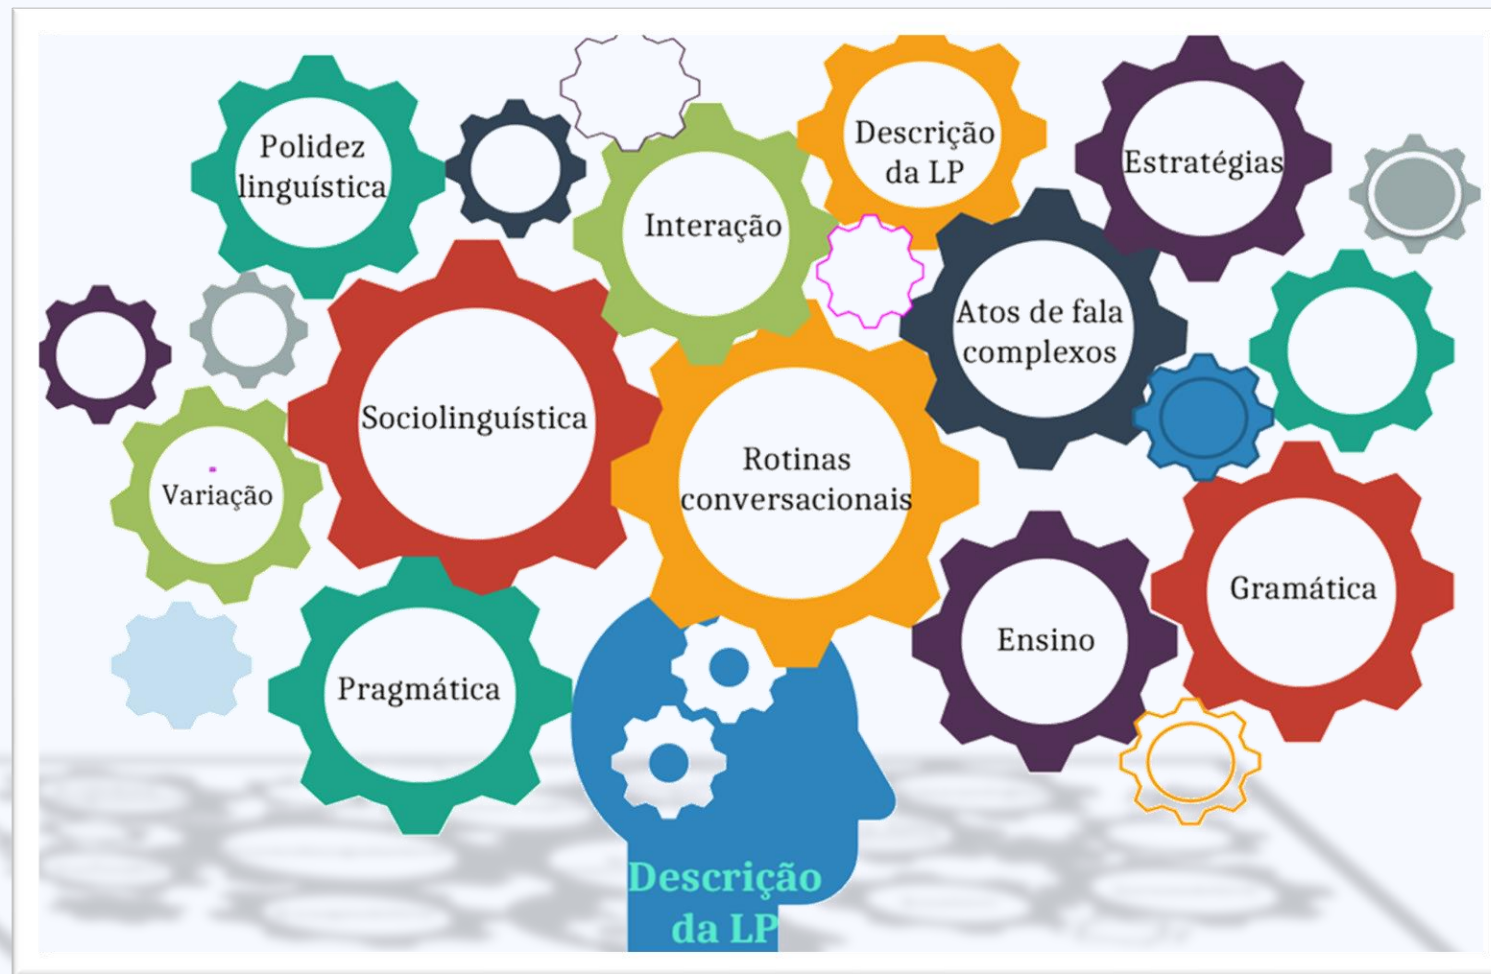 Polidez
linguística
Interação
Descrição
da LP
Estratégias
Atos de fala
complexos
Sociolinguística
Rotinas
conversacionais
Variação
Pragmática
Ensino
Gramática
Descrição
da LP